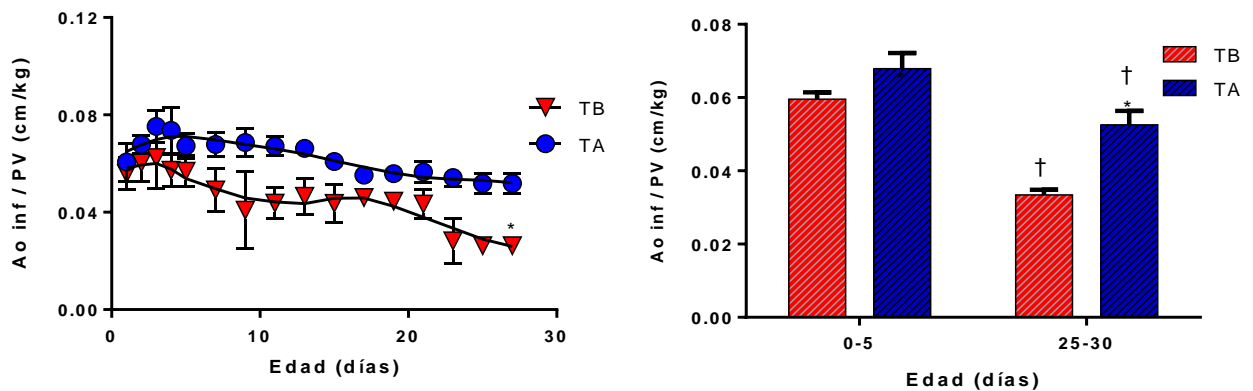 0.12
0.08
0.04
0.00
Ao inf / PV (cm/kg)
TB
TA
*
0
10
20
30
Edad (días)
0.08
0.06
0.04
0.02
0.00
Ao inf / PV (cm/kg)
TB
TA
*
†
†
*
0-5
25-30
Edad (días)